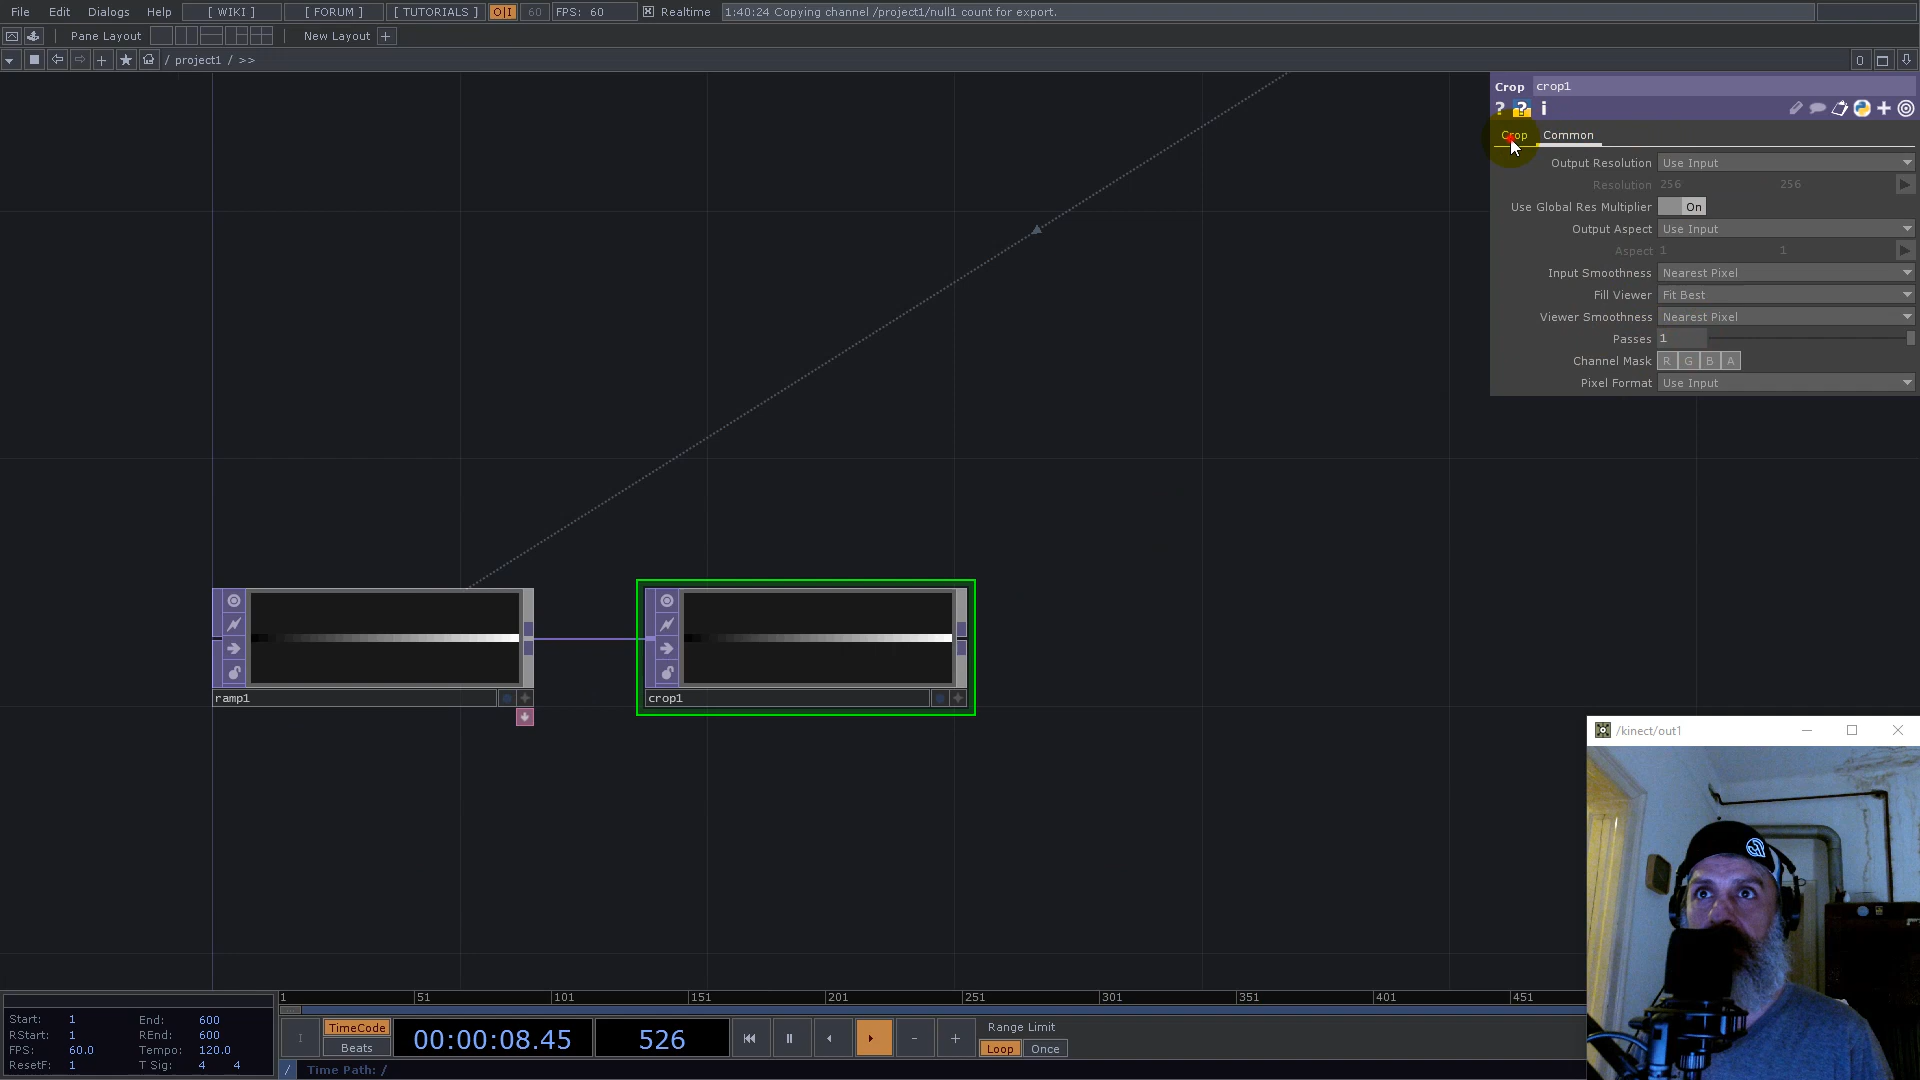 File Edit Dialogs Help [ WIKI ] [ FORUM ] [ TUTORIALS ] O|I 60 FPS: 60 Realtime 1:40:24 Copying channel /project1/null1 count for export.
Pane Layout New Layout +
/ project1 / >> 0
Crop crop1
? ? i
Crop Common
Output Resolution Use Input
Resolution 256 256
Use Global Res Multiplier On
Output Aspect Use Input
Aspect 1 1
Input Smoothness Nearest Pixel
Fill Viewer Fit Best
Viewer Smoothness Nearest Pixel
Passes 1
Channel Mask R G B A
Pixel Format Use Input
ramp1
crop1
/kinect/out1
1 51 101 151 201 251 301 351 401 451
Start: 1 End: 600
RStart: 1 REnd: 600
FPS: 60.0 Tempo: 120.0
ResetF: 1 T Sig: 4 4
I TimeCode
Beats
00:00:08.45 526
- +
Range Limit
Loop Once
/ Time Path: /